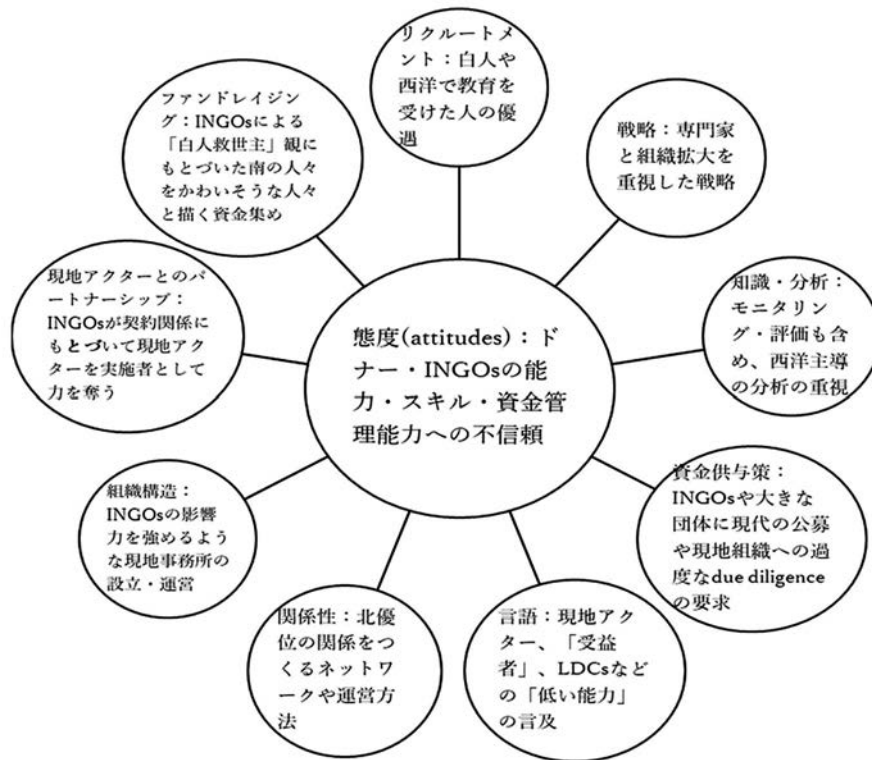 リクルートメ
ント：白人や
西洋で教育を
受けた人の優
遇
戦略：専門家
と組織拡大を
重視した戦略
知識・分析：
モニタリン
グ・評価も含
め、西洋主導
の分析の重視
資金供与策：
INGOsや大きな
団体に現代の公募
や現地組織への過
度なdue diligence
の要求
言語：現地アク
ター、「受益
者」、LDCsなど
の「低い能力」
の言及
関係性：北優
位の関係をつ
くるネットワ
ークや運営方
法
組織構造：
INGOsの影響
力を強めるよう
な現地事務所の
設立・運営
現地アクターとのパ
ートナーシップ：
INGOsが契約関係に
もとづいて現地アク
ターを実施者として
力を奪う
ファンドレイジン
グ：INGOsによる
「白人救世主」観に
もとづいた南の人々
をかわいそうな人々
と描く資金集め
態度(attitudes)：ド
ナー・INGOsの能
力・スキル・資金管
理能力への不信頼